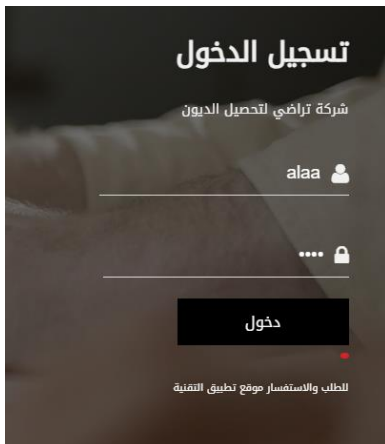 تسجيل الدخول
شركة تراضي لتحصيل الديون
alaa
••••
دخول
للطلب والاستفسار موقع تطبيق التقنية